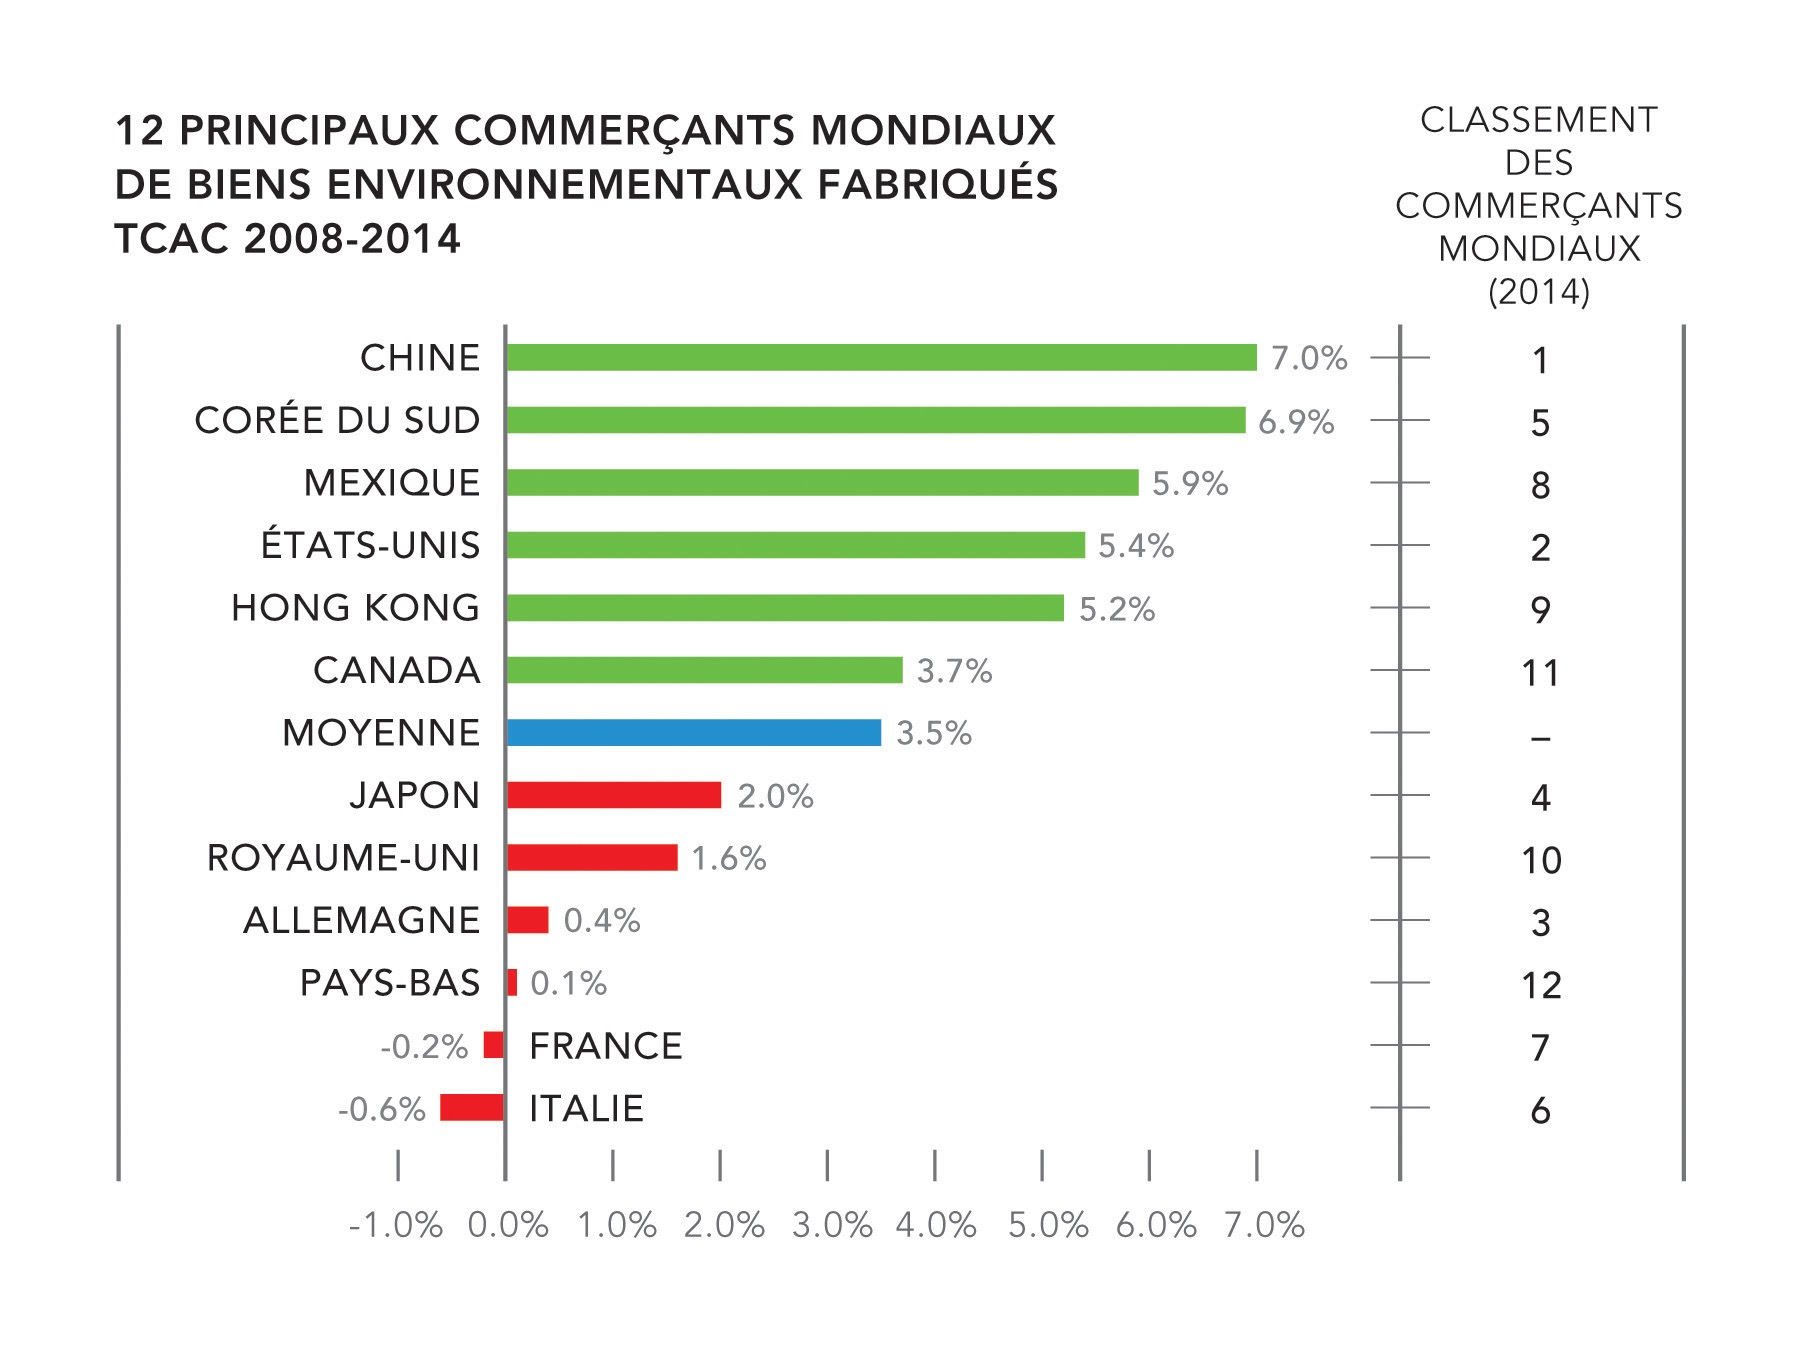 12 PRINCIPAUX COMMERÇANTS MONDIAUX
DE BIENS ENVIRONNEMENTAUX FABRIQUÉS
TCAC 2008-2014
CLASSEMENT
DES
COMMERÇANTS
MONDIAUX
(2014)
CHINE 7.0% 1
CORÉE DU SUD 6.9% 5
MEXIQUE 5.9% 8
ÉTATS-UNIS 5.4% 2
HONG KONG 5.2% 9
CANADA 3.7% 11
MOYENNE 3.5% –
JAPON 2.0% 4
ROYAUME-UNI 1.6% 10
ALLEMAGNE 0.4% 3
PAYS-BAS 0.1% 12
-0.2% FRANCE 7
-0.6% ITALIE 6
-1.0% 0.0% 1.0% 2.0% 3.0% 4.0% 5.0% 6.0% 7.0%